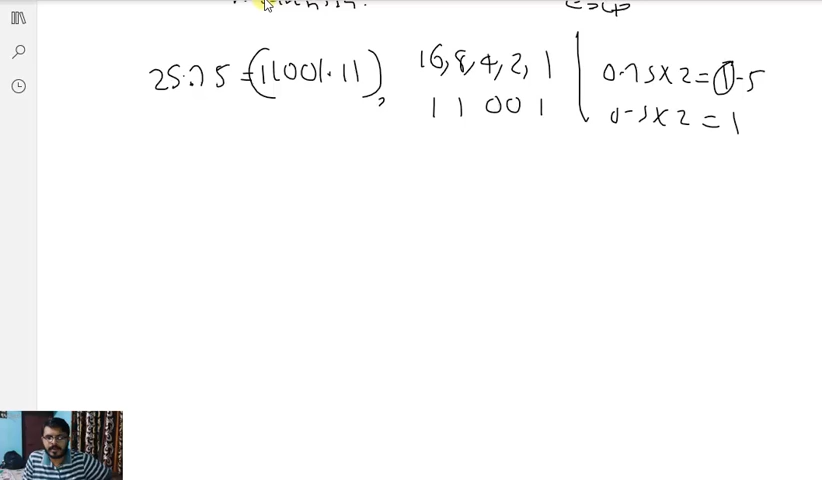 25.75 = (11001.11)₂ 16, 8, 4, 2, 1 | 0.75 x 2 = 1.5
1 1 0 0 1 | 0.5 x 2 = 1